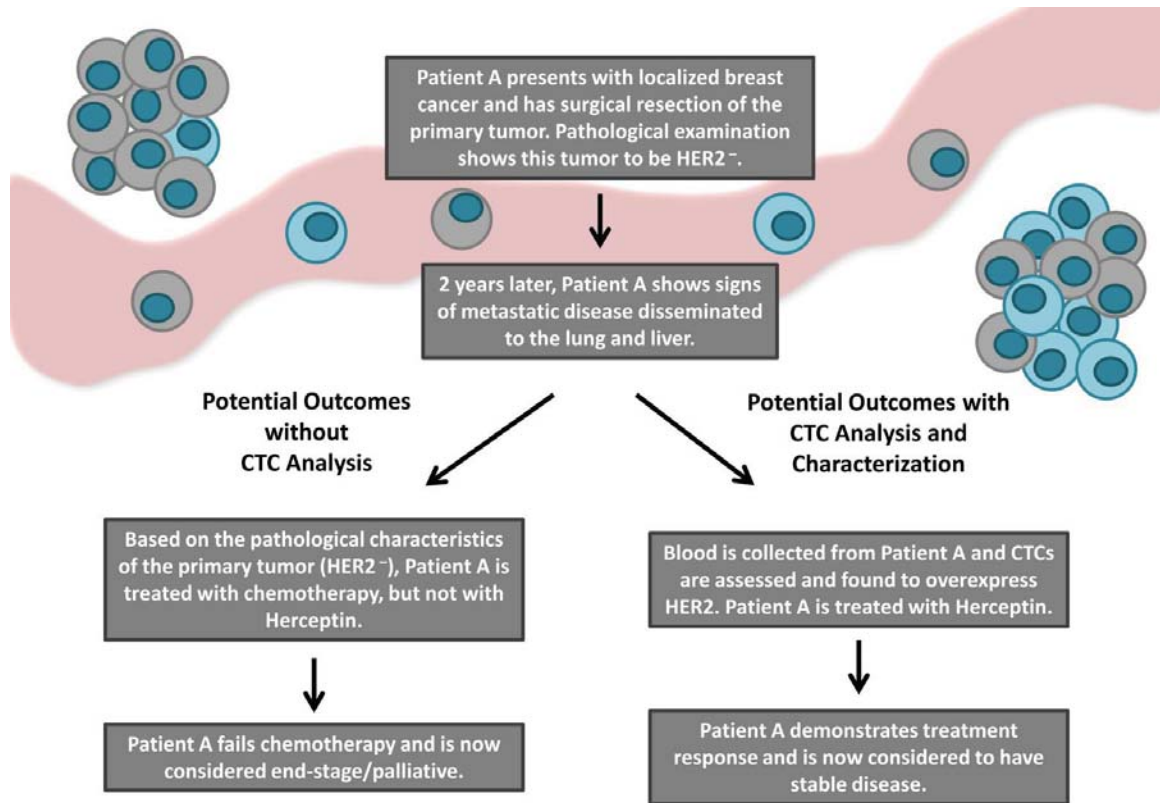 Patient A presents with localized breast
cancer and has surgical resection of the
primary tumor. Pathological examination
shows this tumor to be HER2⁻.
2 years later, Patient A shows signs
of metastatic disease disseminated
to the lung and liver.
Potential Outcomes
without
CTC Analysis
Potential Outcomes with
CTC Analysis and
Characterization
Based on the pathological characteristics
of the primary tumor (HER2⁻), Patient A is
treated with chemotherapy, but not with
Herceptin.
Blood is collected from Patient A and CTCs
are assessed and found to overexpress
HER2. Patient A is treated with Herceptin.
Patient A fails chemotherapy and is now
considered end-stage/palliative.
Patient A demonstrates treatment
response and is now considered to have
stable disease.